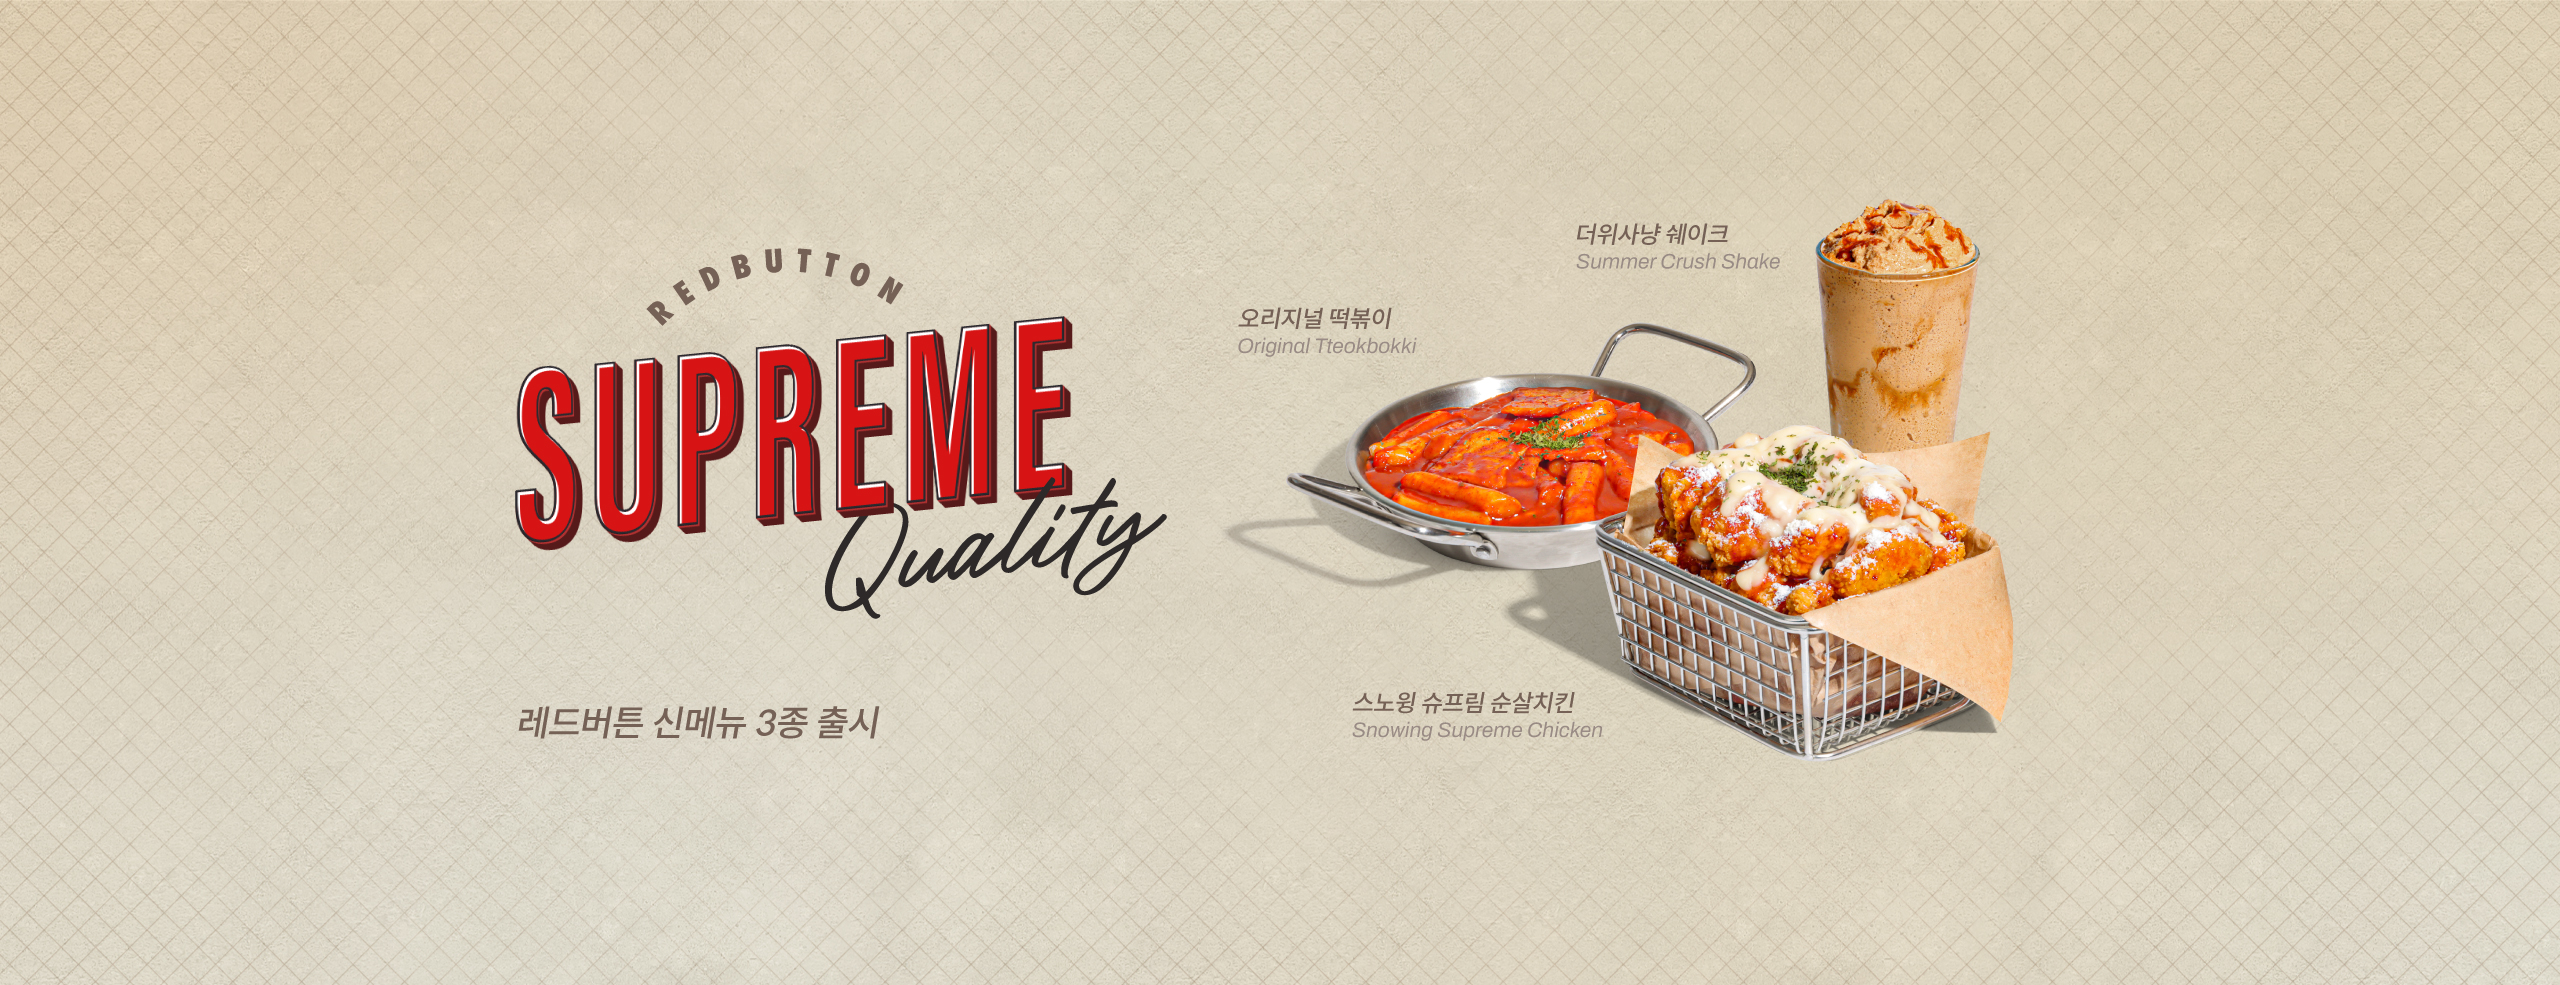 REDBUTTON
SUPREME
Quality
레드버튼 신메뉴 3종 출시
더위사냥 쉐이크
Summer Crush Shake
오리지널 떡볶이
Original Tteokbokki
스노윙 슈프림 순살치킨
Snowing Supreme Chicken